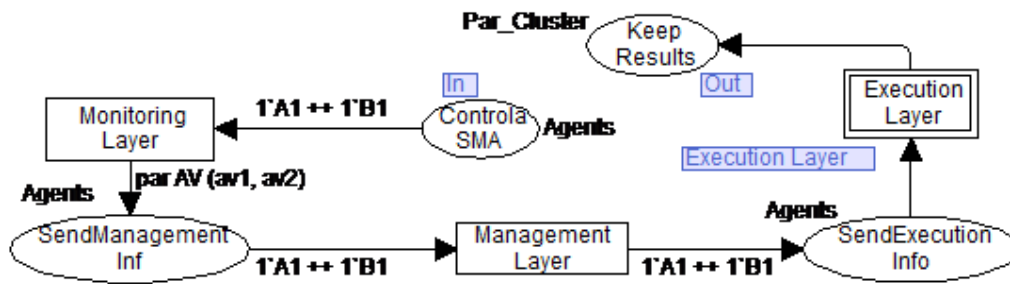 Par_Cluster
Keep
Results
In
Out
Execution
Layer
Monitoring
Layer
1`A1 ++ 1`B1
Controla
SMA
Agents
Execution Layer
par AV (av1, av2)
Agents
Agents
SendManagement
Inf
1`A1 ++ 1`B1
Management
Layer
1`A1 ++ 1`B1
SendExecution
Info